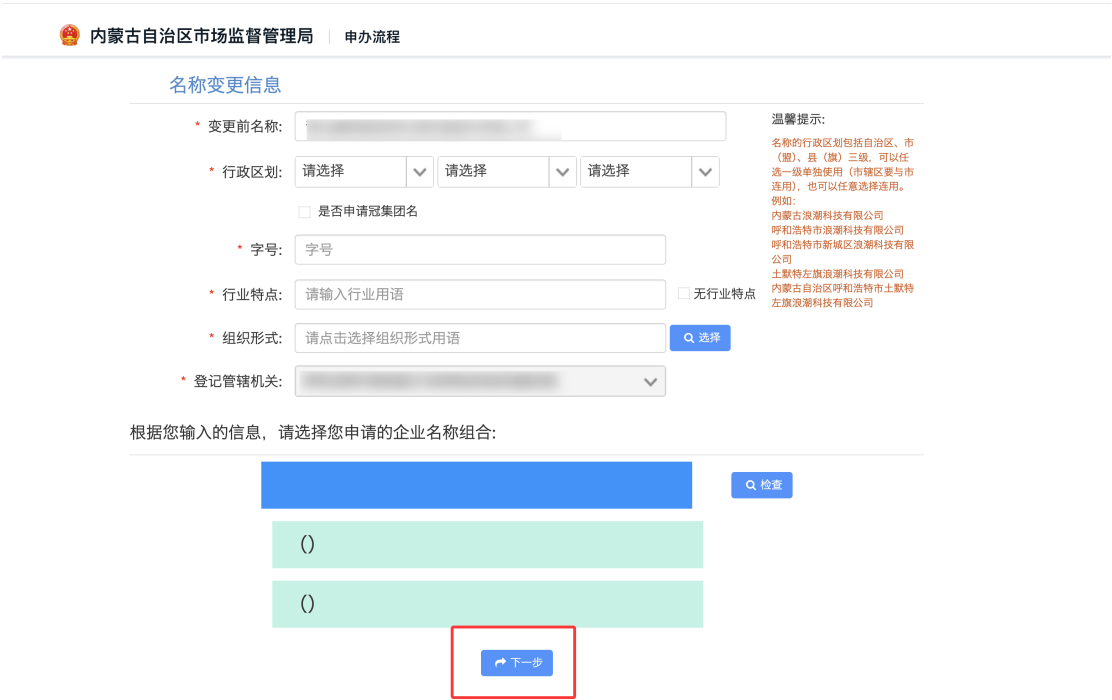 内蒙古自治区市场监督管理局 申办流程
名称变更信息
* 变更前名称:
* 行政区划: 请选择 请选择 请选择
是否申请冠集团名
* 字号: 字号
* 行业特点: 请输入行业用语 无行业特点
* 组织形式: 请点击选择组织形式用语 选择
* 登记管辖机关:
温馨提示:
名称的行政区划包括自治区、市
（盟）、县（旗）三级，可以任
选一级单独使用（市辖区要与市
连用），也可以任意选择连用。
例如：
内蒙古浪潮科技有限公司
呼和浩特市浪潮科技有限公司
呼和浩特市新城区浪潮科技有限
公司
土默特左旗浪潮科技有限公司
内蒙古自治区呼和浩特市土默特
左旗浪潮科技有限公司
根据您输入的信息，请选择您申请的企业名称组合:
检查
()
()
下一步